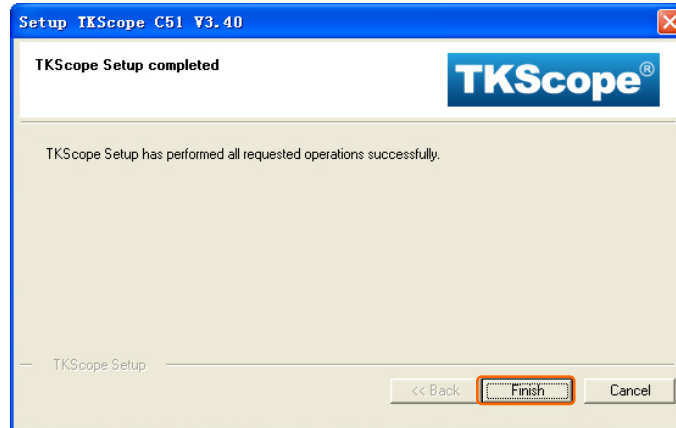 Setup TKScope C51 V3.40
TKScope Setup completed
TKScope®
TKScope Setup has performed all requested operations successfully.
TKScope Setup
<< Back Finish Cancel